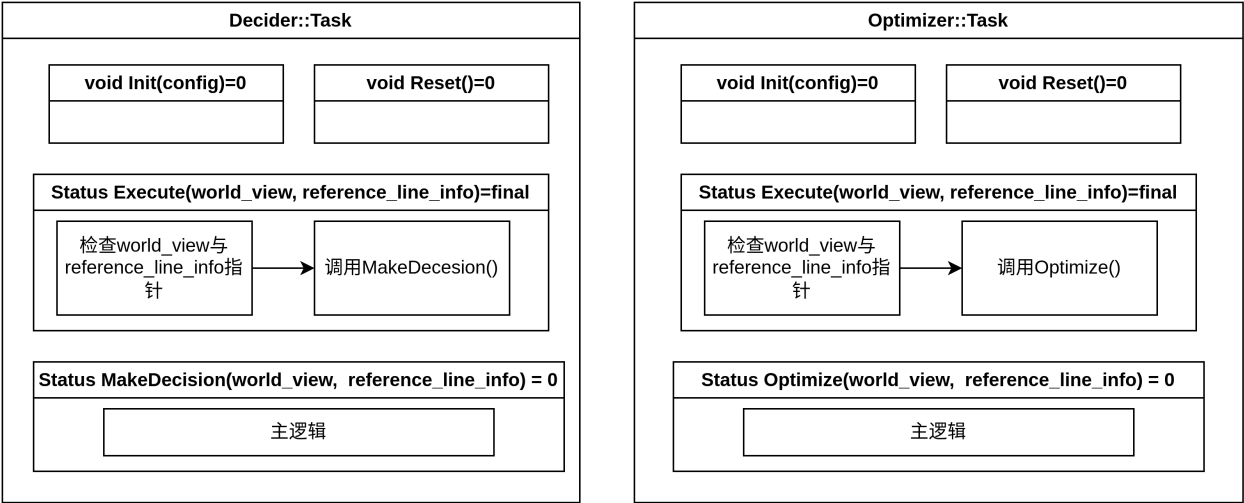 Decider::Task
void Init(config)=0
void Reset()=0
Status Execute(world_view, reference_line_info)=final
检查world_view与
reference_line_info指
针
调用MakeDecesion()
Status MakeDecision(world_view,  reference_line_info) = 0
主逻辑
Optimizer::Task
void Init(config)=0
void Reset()=0
Status Execute(world_view, reference_line_info)=final
检查world_view与
reference_line_info指
针
调用Optimize()
Status Optimize(world_view,  reference_line_info) = 0
主逻辑